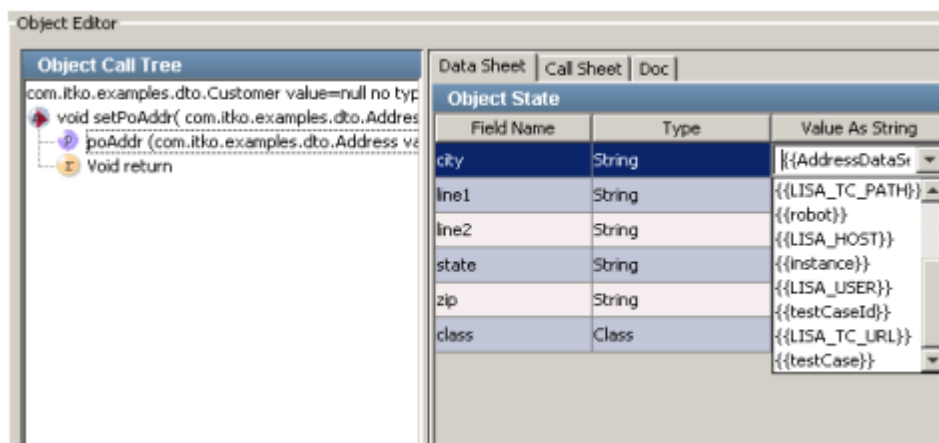 Object Editor
Object Call Tree
com.itko.examples.dto.Customer value=null no typ
void setPoAddr( com.itko.examples.dto.Addres
poAddr (com.itko.examples.dto.Address va
Void return
Data Sheet Call Sheet Doc
Object State
Field Name Type Value As String
city String {{AddressDataSe
line1 String
line2 String
state String
zip String
class Class
{{LISA_TC_PATH}}
{{robot}}
{{LISA_HOST}}
{{instance}}
{{LISA_USER}}
{{testCaseId}}
{{LISA_TC_URL}}
{{testCase}}